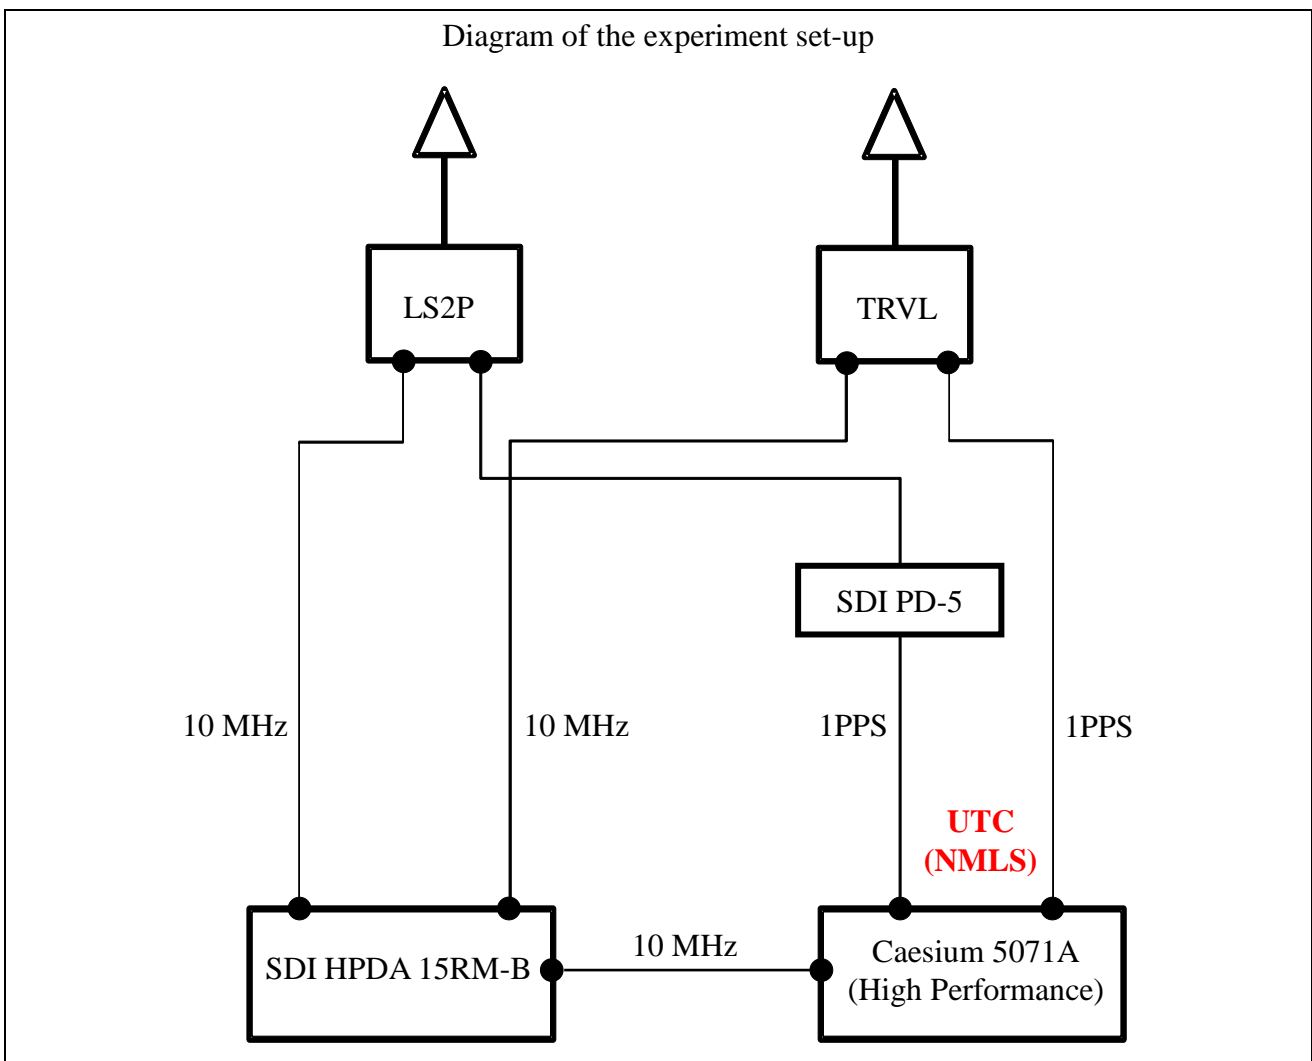 Diagram of the experiment set-up
LS2P
TRVL
SDI PD-5
10 MHz
10 MHz
1PPS
1PPS
UTC
(NMLS)
SDI HPDA 15RM-B
10 MHz
Caesium 5071A
(High Performance)